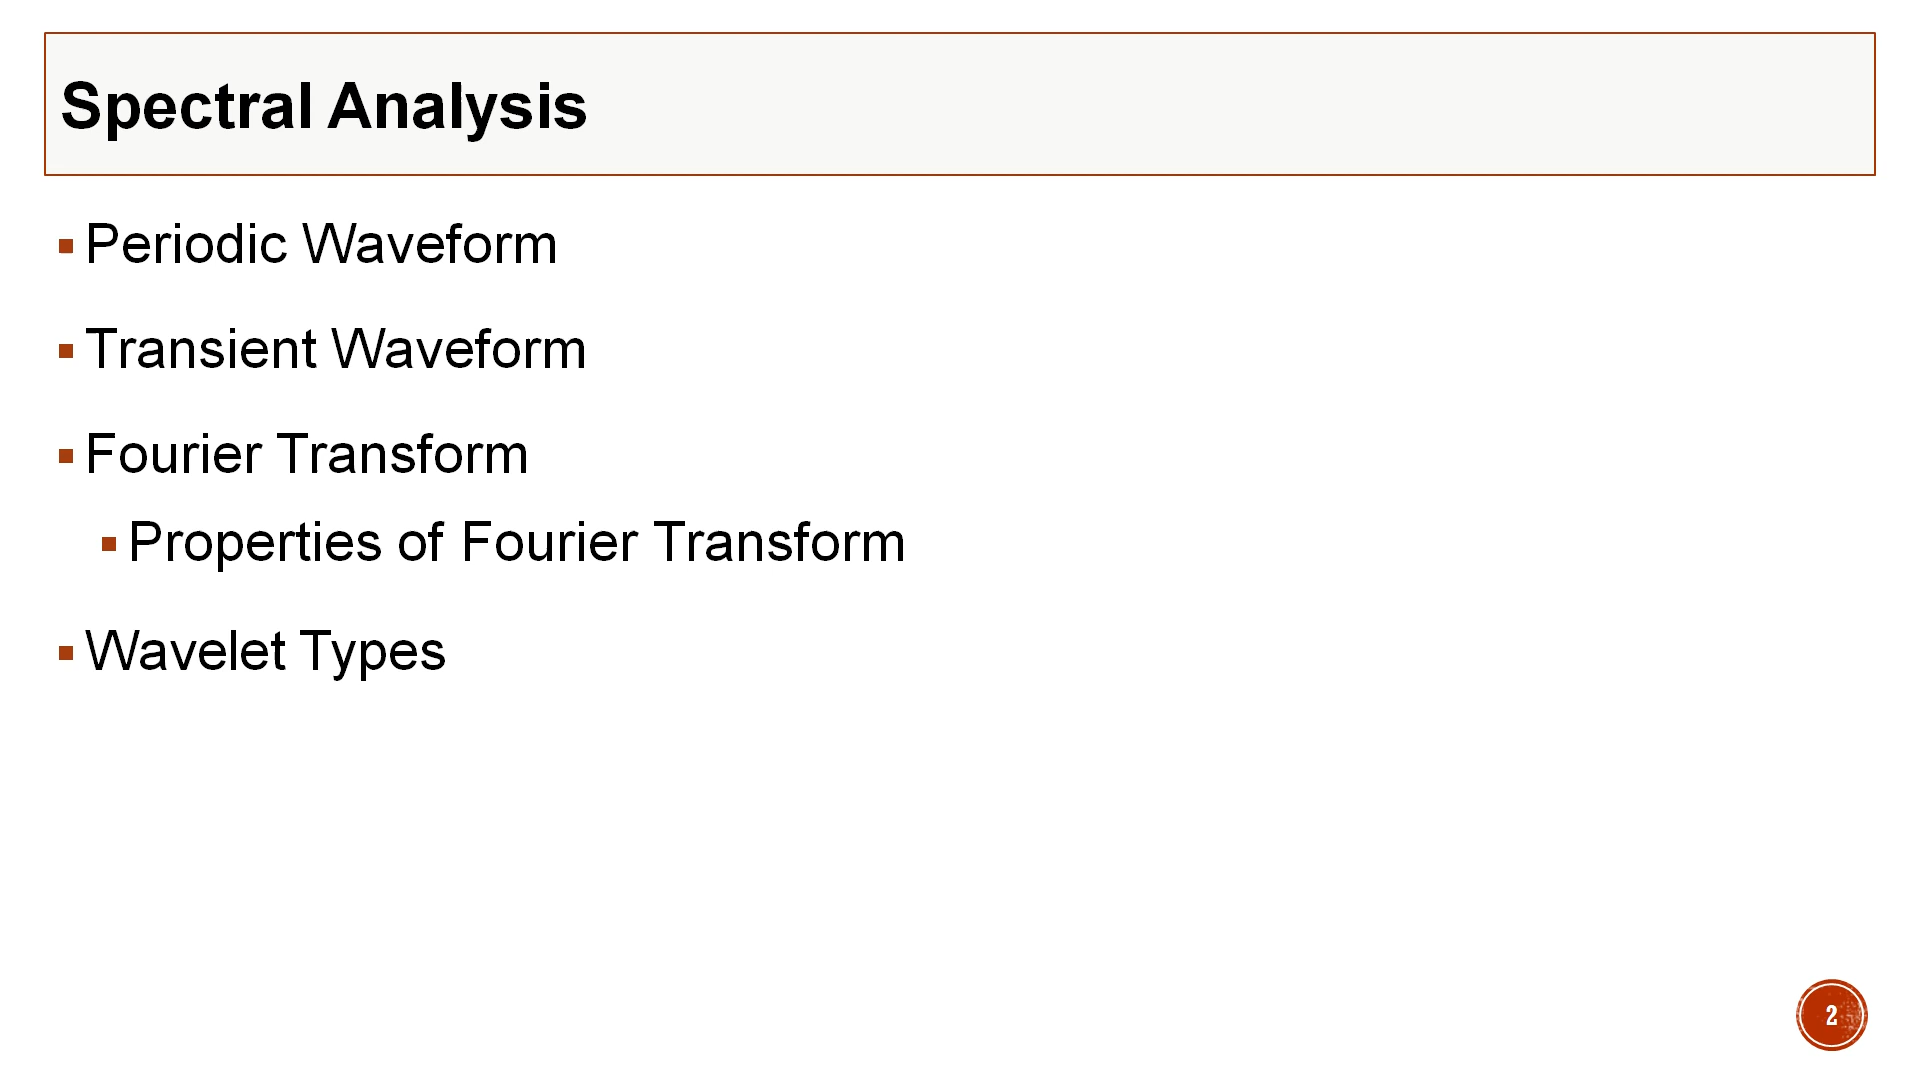 Spectral Analysis
Periodic Waveform
Transient Waveform
Fourier Transform
Properties of Fourier Transform
Wavelet Types
2